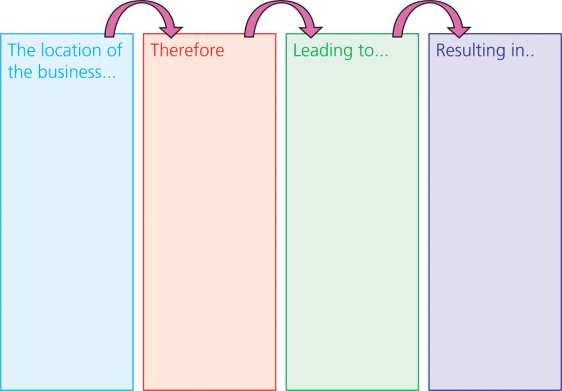 The location of
the business...
Therefore
Leading to...
Resulting in..